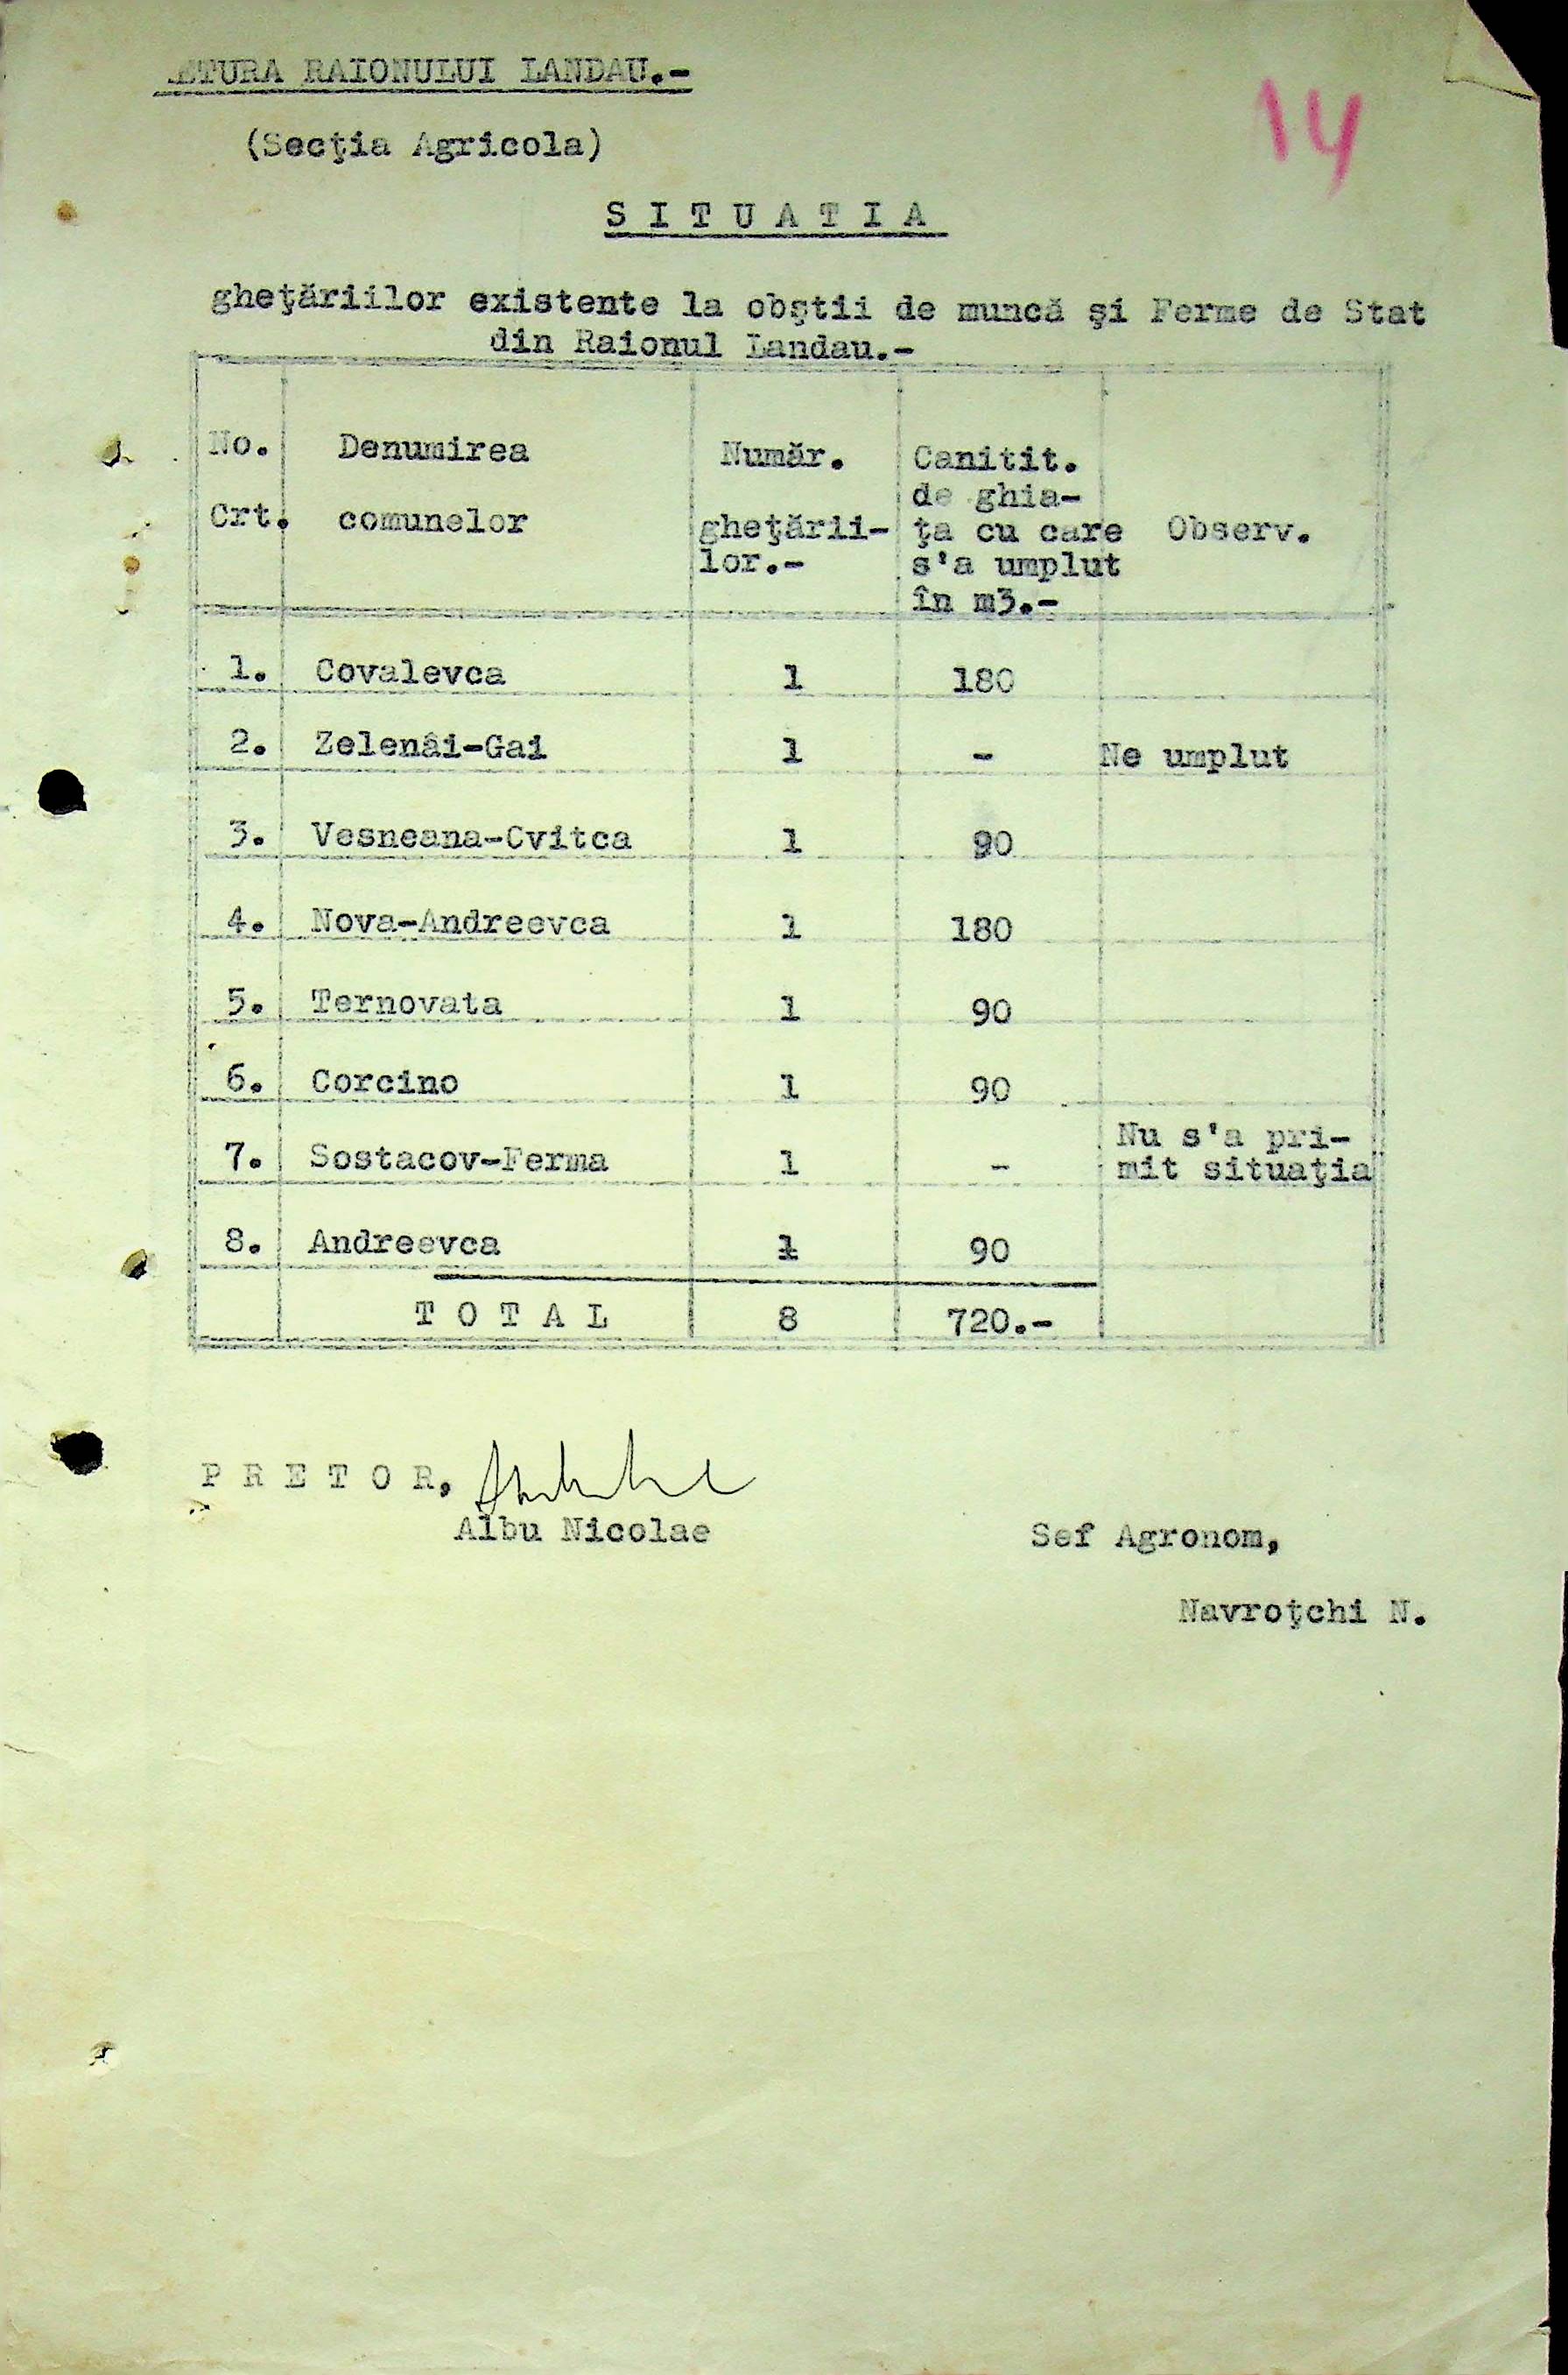 ETURA RAIONULUI LANDAU.-
14
(Secţia Agricola)
S I T U A T I A
gheţăriilor existente la obştii de muncă şi Ferme de Stat
din Raionul Landau.-
No. Crt. Denumirea comunelor Număr. gheţării-lor.- Canitit. de ghia-ţa cu care s'a umplut în m3.- Observ.
1. Covalevca 1 180
2. Zelenâi-Gai 1 - Ne umplut
3. Vesneana-Cvitca 1 90
4. Nova-Andreevca 1 180
5. Ternovata 1 90
6. Corcino 1 90
7. Sostacov-Ferma 1 - Nu s'a pri-mit situaţia
8. Andreevca 1 90
T O T A L 8 720.-
P R E T O R,
Albu Nicolae
Sef Agronom,
Navroţchi N.